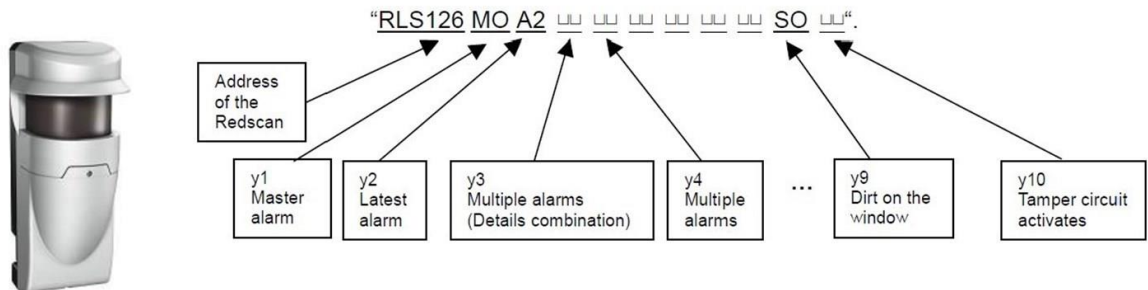 “RLS126 MO A2 ␣␣ ␣␣ ␣␣ ␣␣ ␣␣ ␣␣ SO ␣␣“.
Address
of the
Redscan
y1
Master
alarm
y2
Latest
alarm
y3
Multiple alarms
(Details combination)
y4
Multiple
alarms
...
y9
Dirt on the
window
y10
Tamper circuit
activates